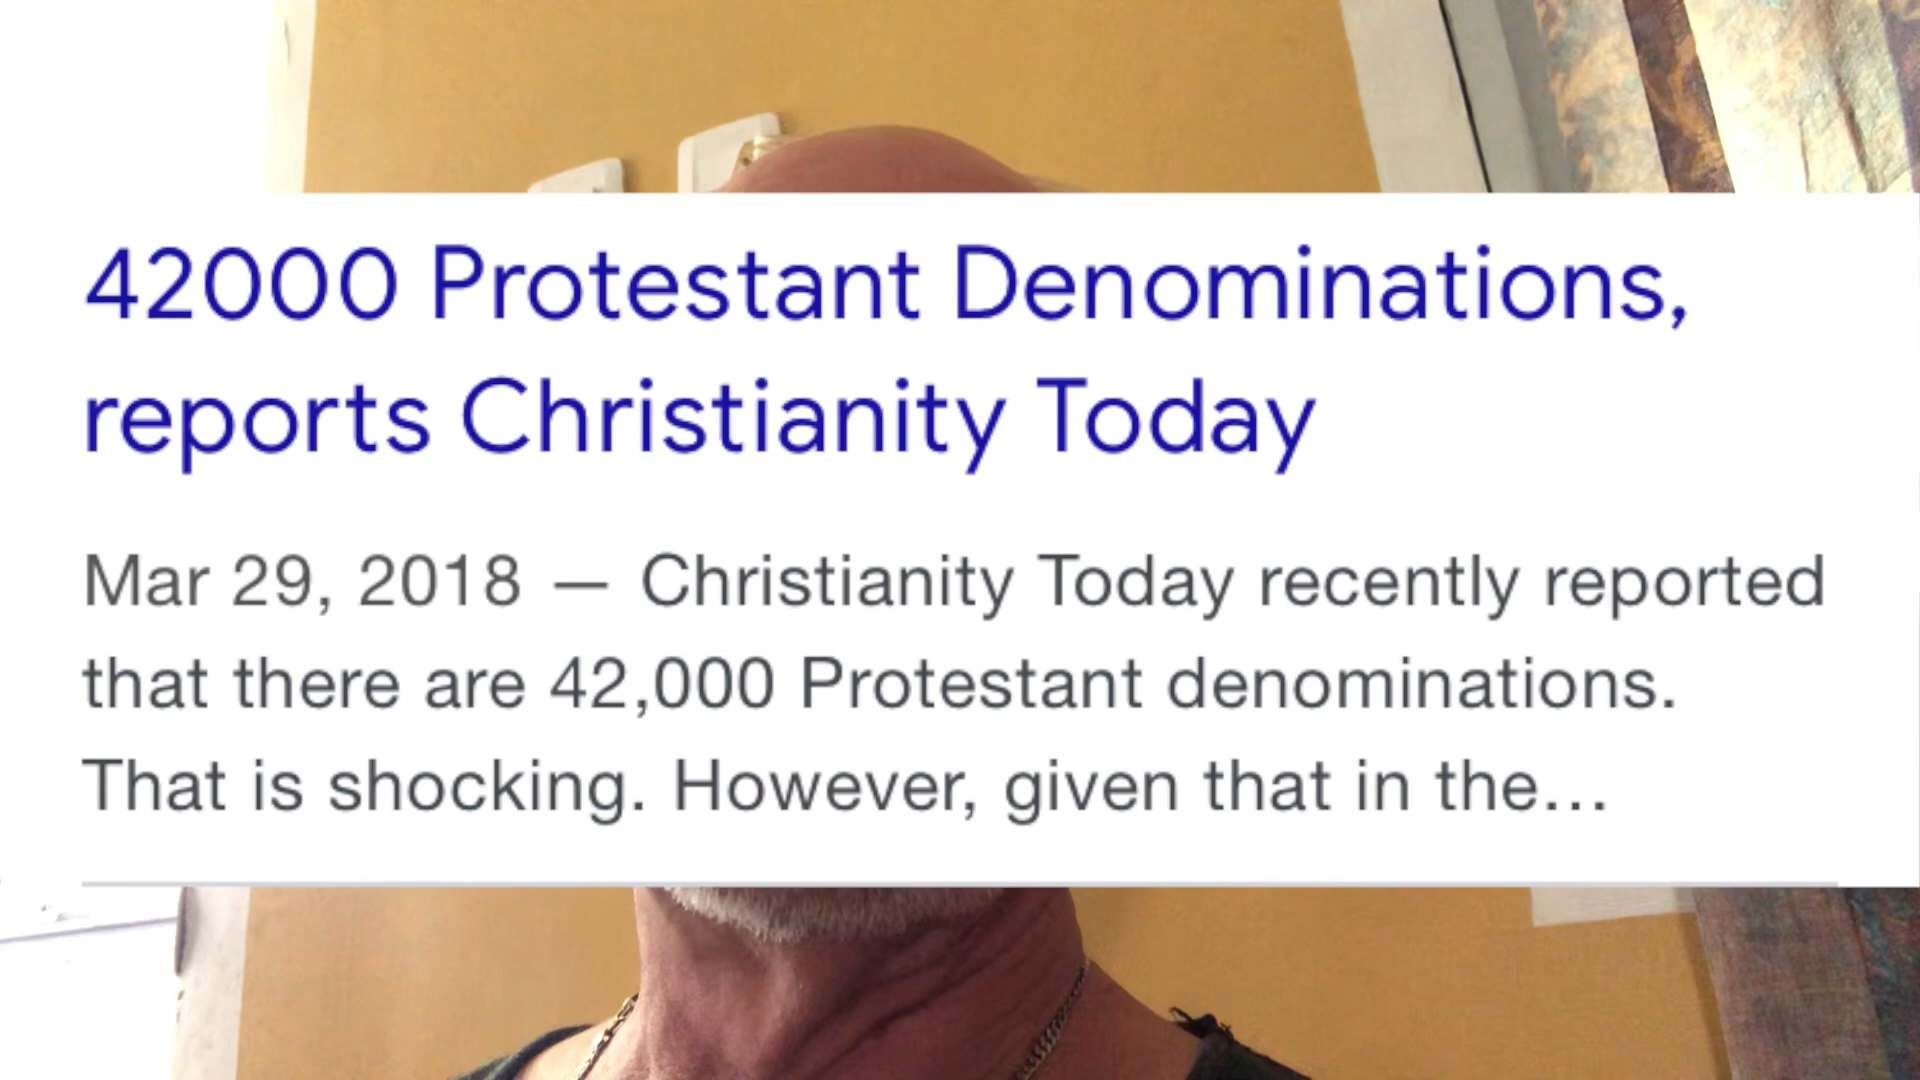 42000 Protestant Denominations,
reports Christianity Today
Mar 29, 2018 — Christianity Today recently reported
that there are 42,000 Protestant denominations.
That is shocking. However, given that in the...